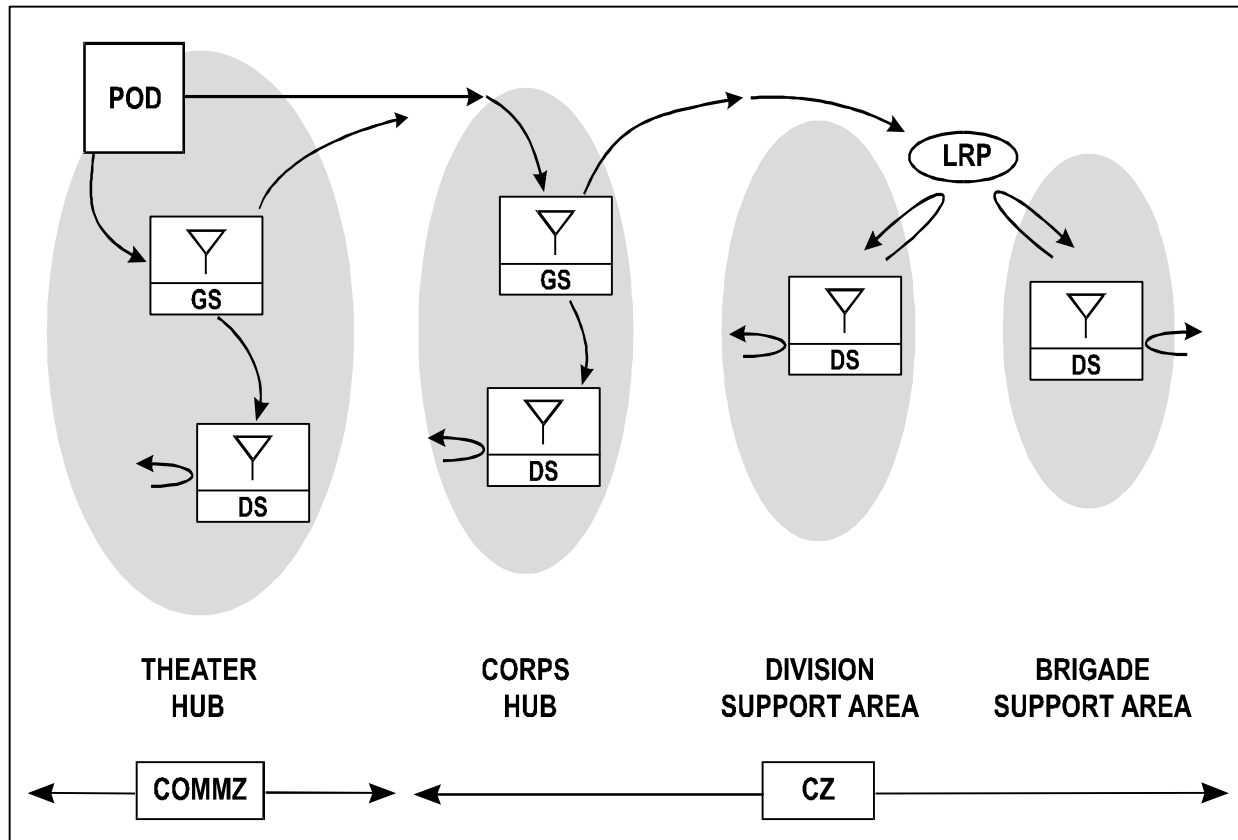 POD
LRP
GS
GS
DS
DS
DS
DS
THEATER
HUB
CORPS
HUB
DIVISION
SUPPORT AREA
BRIGADE
SUPPORT AREA
COMMZ
CZ